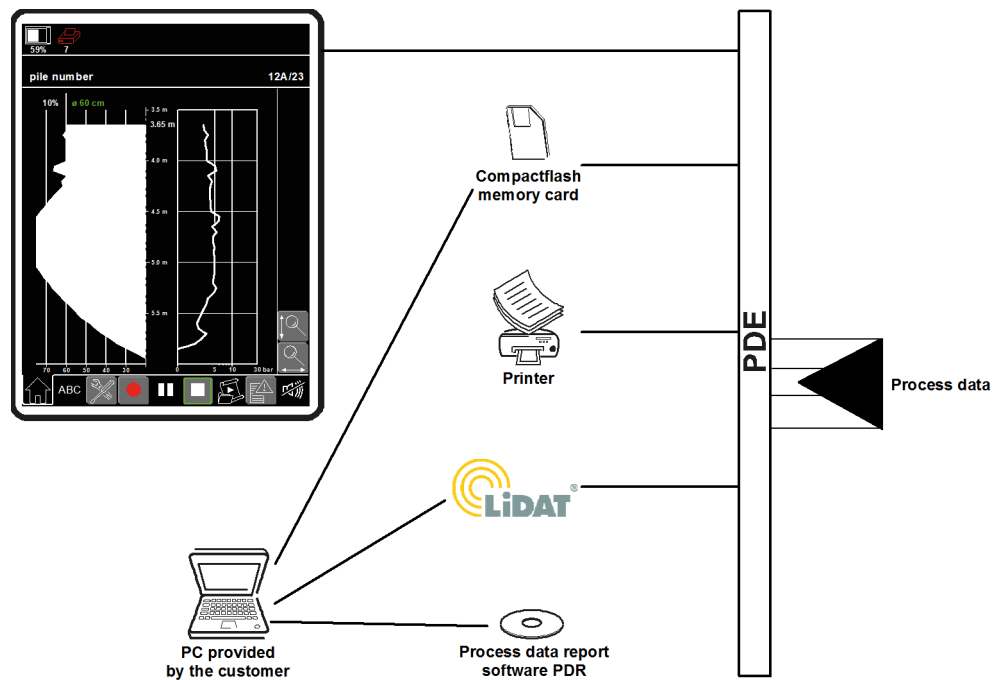 59% 7
pile number 12A/23
10% ø 60 cm
3.5 m
3.65 m
4.0 m
4.5 m
5.0 m
5.5 m
70 60 50 40 30 0 5 10 30 bar
ABC
Compactflash
memory card
Printer
PDE
Process data
LiDAT®
PC provided
by the customer
Process data report
software PDR